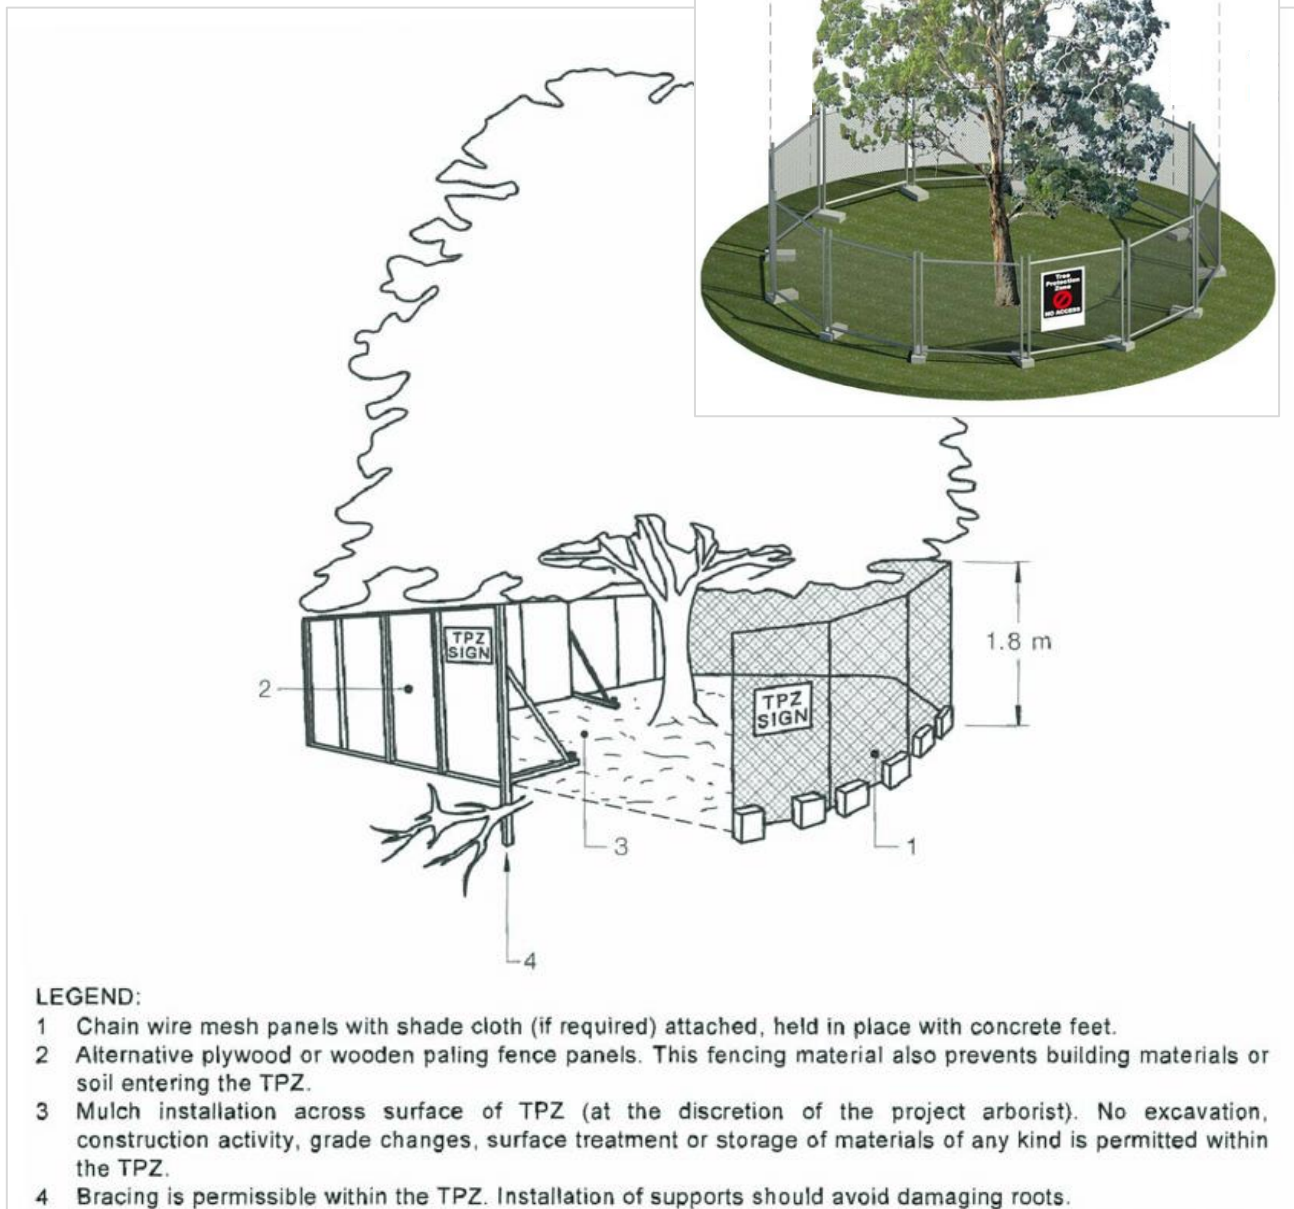 Tree
Protection
Zone
NO ACCESS
TPZ
SIGN
1.8 m
2
TPZ
SIGN
3
1
4
LEGEND:
1 Chain wire mesh panels with shade cloth (if required) attached, held in place with concrete feet.
2 Alternative plywood or wooden paling fence panels. This fencing material also prevents building materials or
soil entering the TPZ.
3 Mulch installation across surface of TPZ (at the discretion of the project arborist). No excavation,
construction activity, grade changes, surface treatment or storage of materials of any kind is permitted within
the TPZ.
4 Bracing is permissible within the TPZ. Installation of supports should avoid damaging roots.